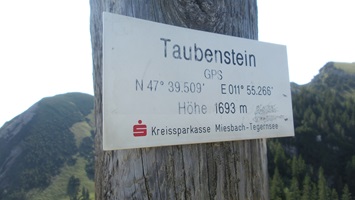 Taubenstein
GPS
N 47° 39.509' E 011° 55.266'
Höhe 1693 m
Kreissparkasse Miesbach-Tegernsee